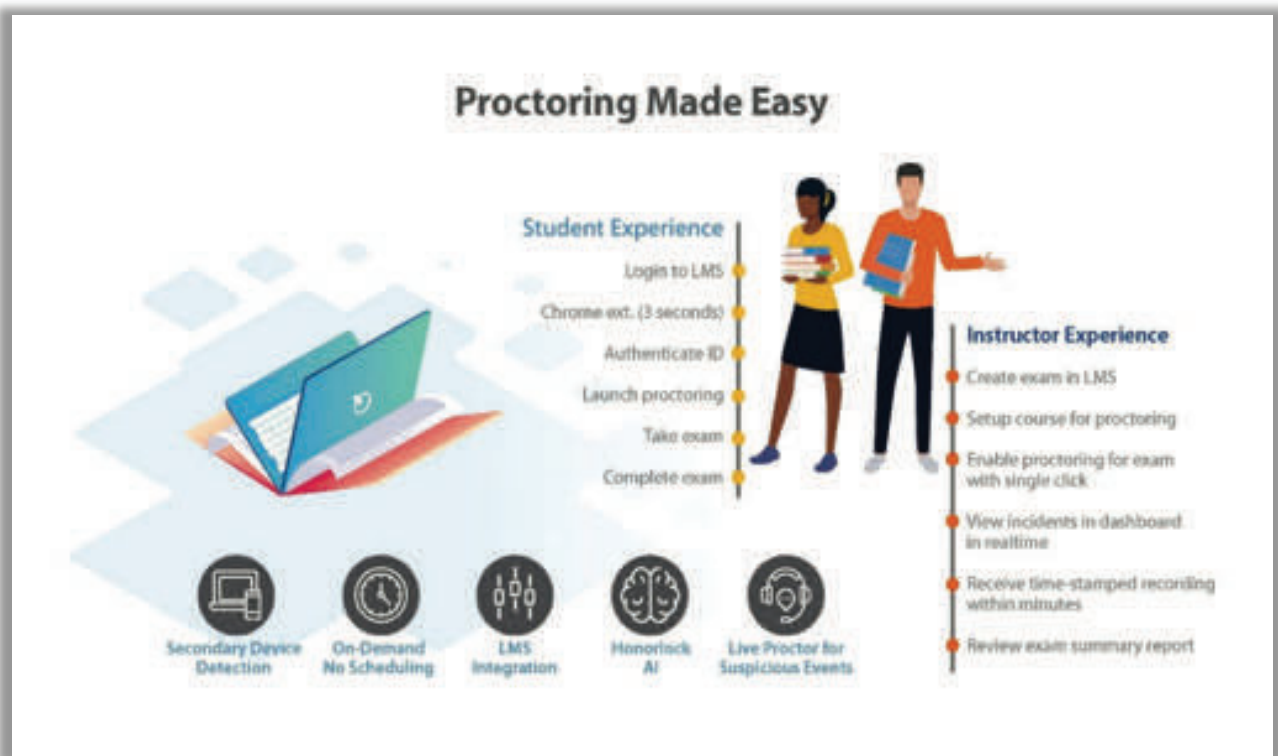 Proctoring Made Easy
Student Experience
Login to LMS
Chrome ext. (3 seconds)
Authenticate ID
Launch proctoring
Take exam
Complete exam
Instructor Experience
Create exam in LMS
Setup course for proctoring
Enable proctoring for exam
with single click
View incidents in dashboard
in realtime
Receive time-stamped recording
within minutes
Review exam summary report
Secondary Device
Detection
On-Demand
No Scheduling
LMS
Integration
Honorlock
AI
Live Proctor for
Suspicious Events